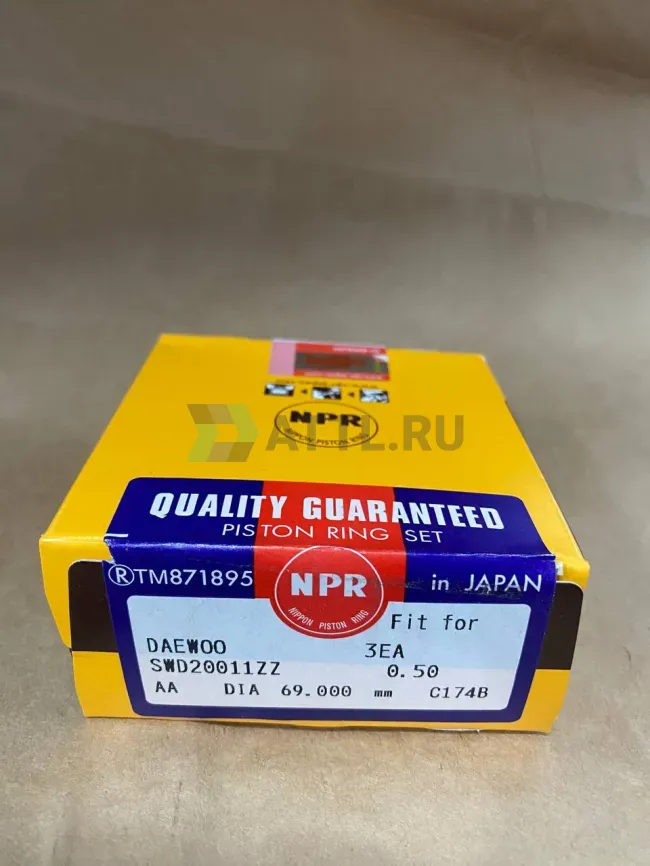 NPR
NIPPON PISTON RING
ATTL.RU
QUALITY GUARANTEED
PISTON RING SET
®TM871895
NPR
NIPPON PISTON RING
in JAPAN
Fit for
DAEWOO 3EA
SWD20011ZZ 0.50
AA DIA 69.000 mm C174B